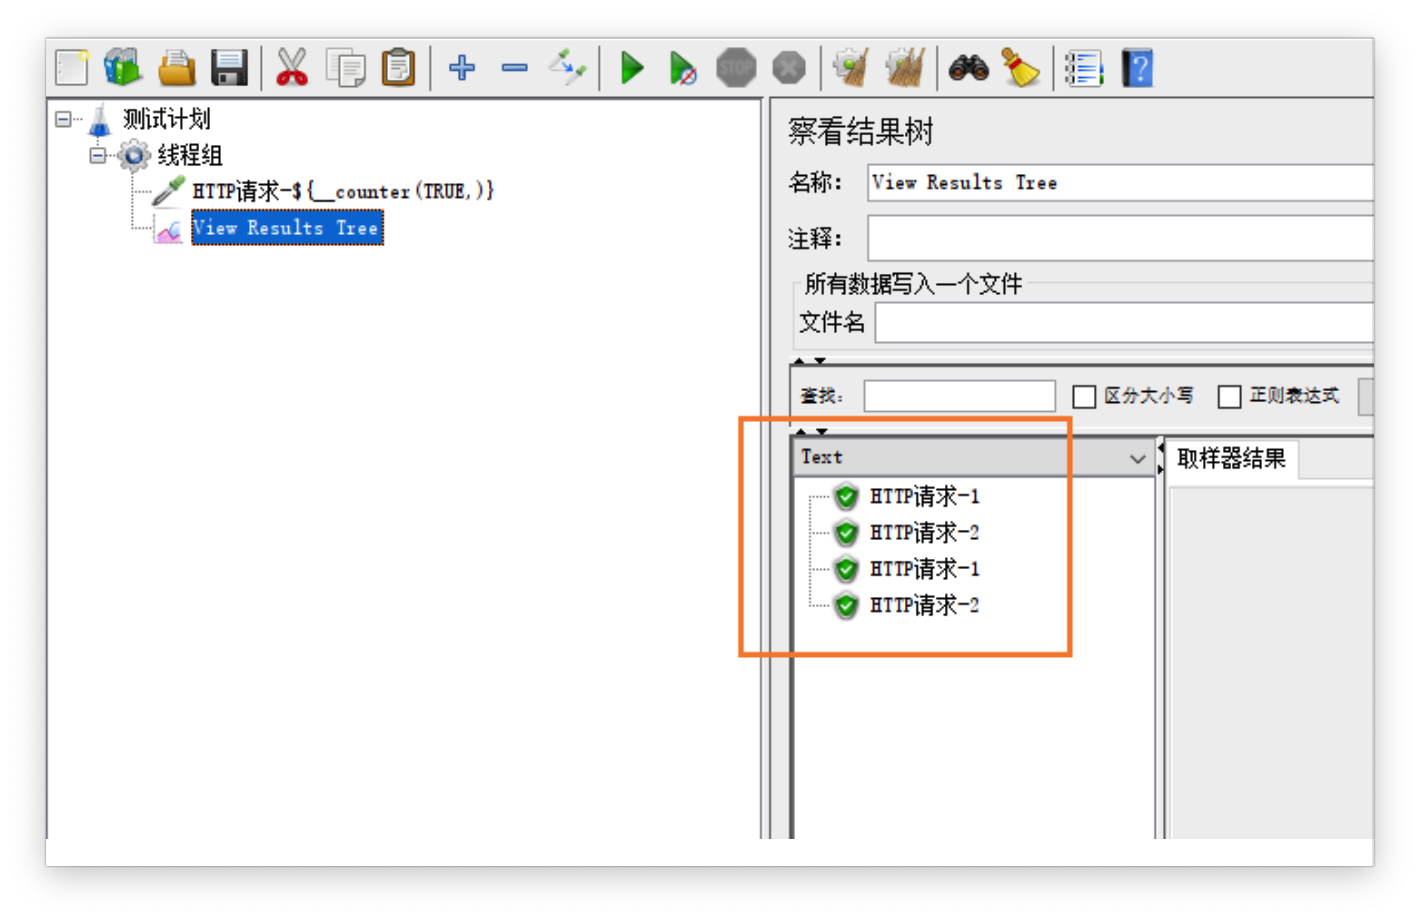 STOP
?
测试计划
线程组
HTTP请求-${__counter(TRUE,)}
View Results Tree
察看结果树
名称: View Results Tree
注释:
所有数据写入一个文件
文件名
查找: 区分大小写 正则表达式
Text
取样器结果
HTTP请求-1
HTTP请求-2
HTTP请求-1
HTTP请求-2